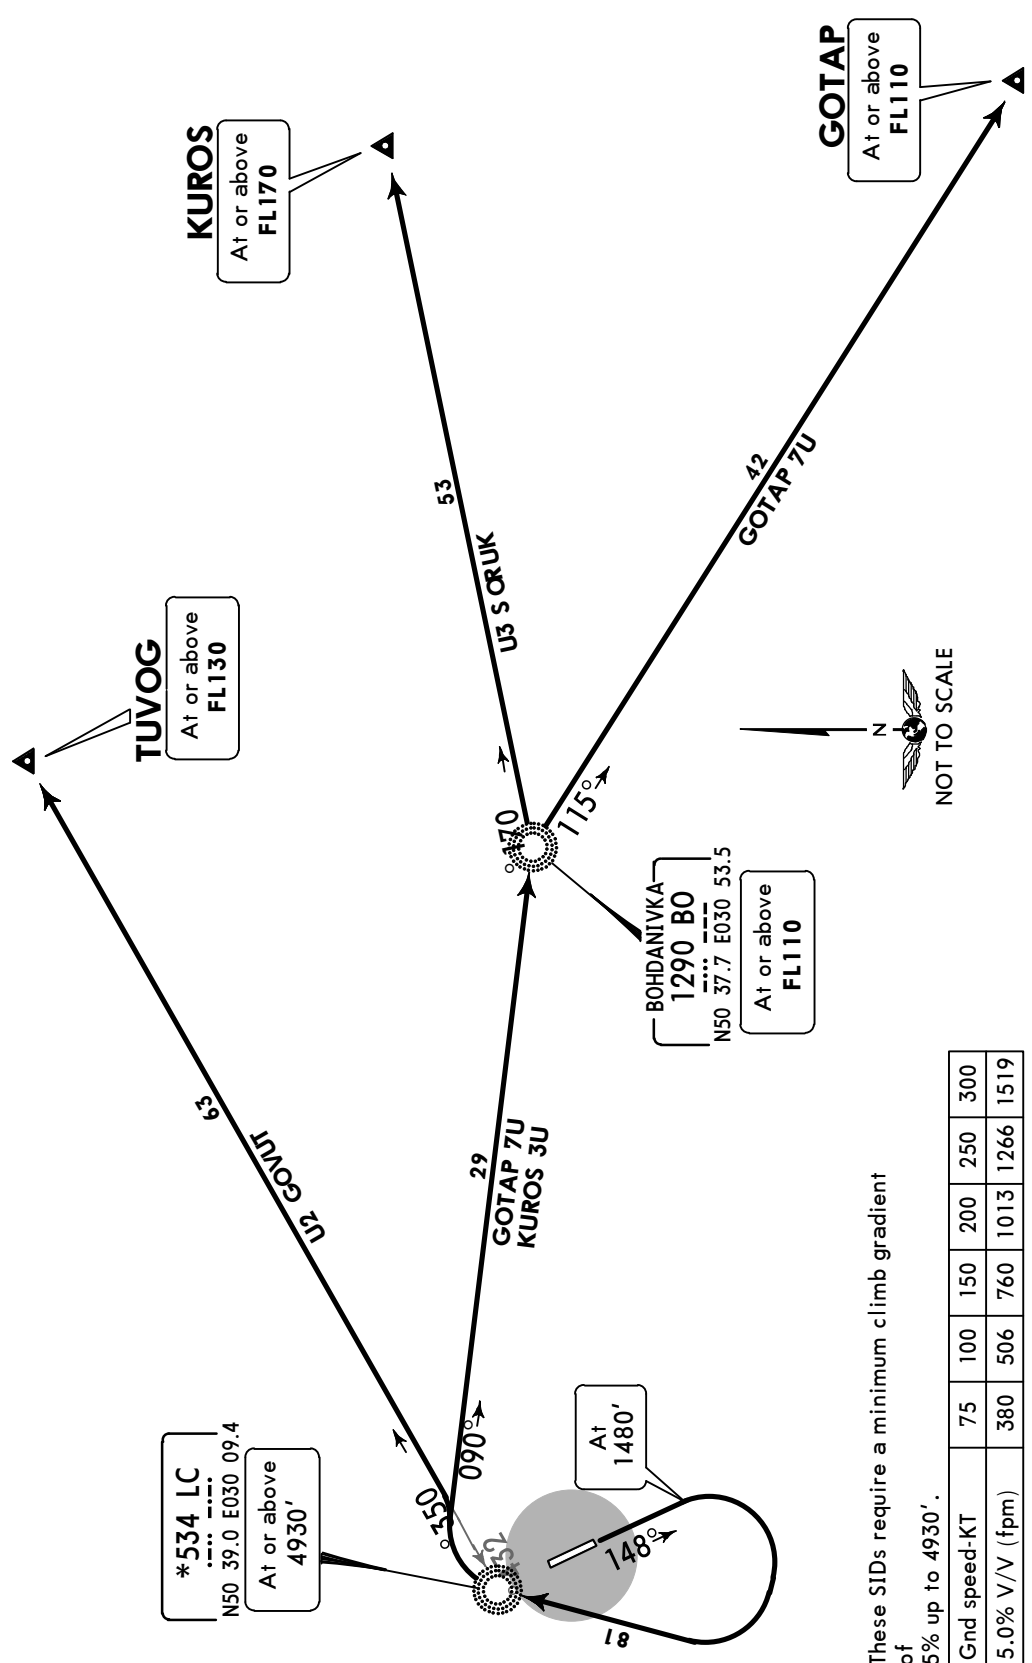 KUROS
At or above
FL170
GOTAP
At or above
FL110
TUVOG
At or above
FL130
53
U3 S ORUK
42
GOTAP 7U
63
U2 GOVUT
°170
115°
BOHDANIVKA
1290 BO
N50 37.7 E030 53.5
At or above
FL110
N
NOT TO SCALE
29
GOTAP 7U
KUROS 3U
*534 LC
N50 39.0 E030 09.4
At or above
4930'
°350
090°
At
1480'
148°
81
These SIDs require a minimum climb gradient
of
5% up to 4930'.
Gnd speed-KT 75 100 150 200 250 300
5.0% V/V (fpm) 380 506 760 1013 1266 1519